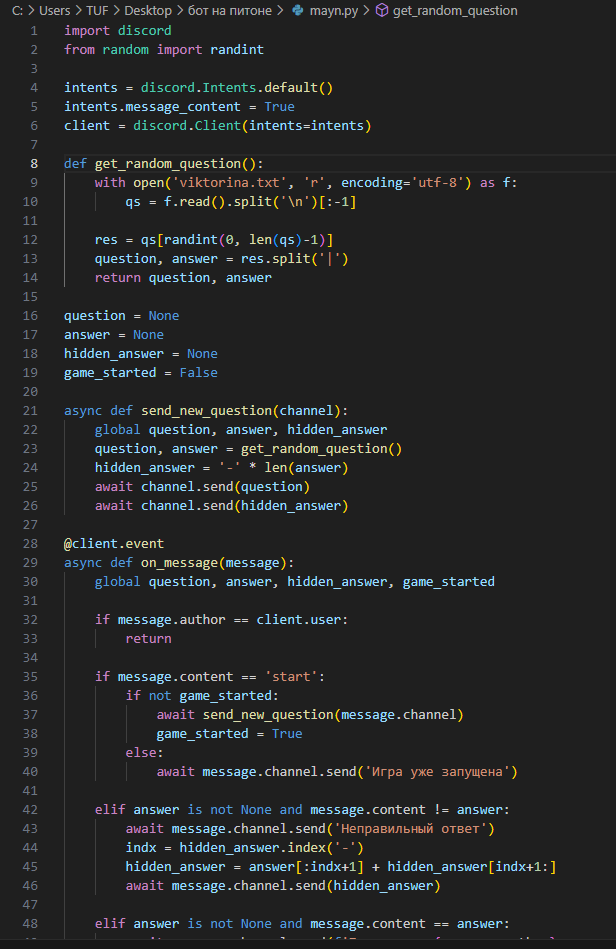 C: > Users > TUF > Desktop > бот на питоне > mayn.py > get_random_question
1 import discord
2 from random import randint
3
4 intents = discord.Intents.default()
5 intents.message_content = True
6 client = discord.Client(intents=intents)
7
8 def get_random_question():
9     with open('viktorina.txt', 'r', encoding='utf-8') as f:
10         qs = f.read().split('\n')[:-1]
11
12     res = qs[randint(0, len(qs)-1)]
13     question, answer = res.split('|')
14     return question, answer
15
16 question = None
17 answer = None
18 hidden_answer = None
19 game_started = False
20
21 async def send_new_question(channel):
22     global question, answer, hidden_answer
23     question, answer = get_random_question()
24     hidden_answer = '-' * len(answer)
25     await channel.send(question)
26     await channel.send(hidden_answer)
27
28 @client.event
29 async def on_message(message):
30     global question, answer, hidden_answer, game_started
31
32     if message.author == client.user:
33         return
34
35     if message.content == 'start':
36         if not game_started:
37             await send_new_question(message.channel)
38             game_started = True
39         else:
40             await message.channel.send('Игра уже запущена')
41
42     elif answer is not None and message.content != answer:
43         await message.channel.send('Неправильный ответ')
44         indx = hidden_answer.index('-')
45         hidden_answer = answer[:indx+1] + hidden_answer[indx+1:]
46         await message.channel.send(hidden_answer)
47
48     elif answer is not None and message.content == answer: